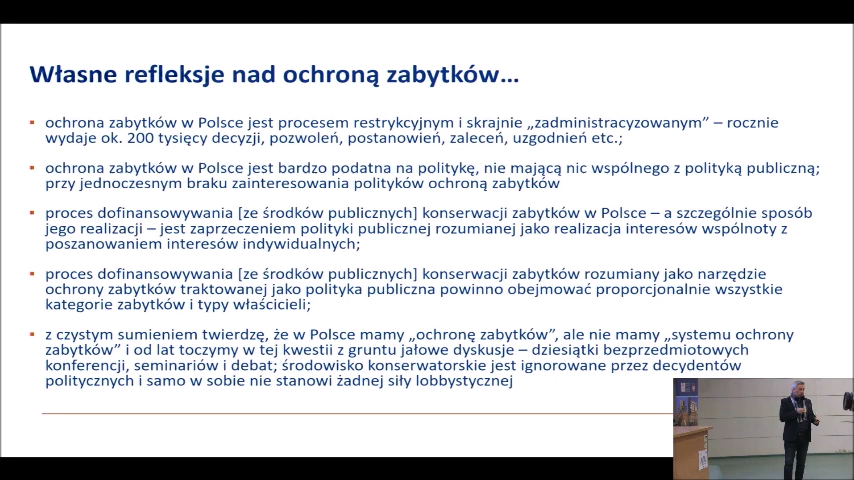 Własne refleksje nad ochroną zabytków...
▪ ochrona zabytków w Polsce jest procesem restrykcyjnym i skrajnie „zadministracyzowanym” – rocznie
wydaje ok. 200 tysięcy decyzji, pozwoleń, postanowień, zaleceń, uzgodnień etc.;
▪ ochrona zabytków w Polsce jest bardzo podatna na politykę, nie mającą nic wspólnego z polityką publiczną;
przy jednoczesnym braku zainteresowania polityków ochroną zabytków
▪ proces dofinansowywania [ze środków publicznych] konserwacji zabytków w Polsce – a szczególnie sposób
jego realizacji – jest zaprzeczeniem polityki publicznej rozumianej jako realizacja interesów wspólnoty z
poszanowaniem interesów indywidualnych;
▪ proces dofinansowywania [ze środków publicznych] konserwacji zabytków rozumiany jako narzędzie
ochrony zabytków traktowanej jako polityka publiczna powinno obejmować proporcjonalnie wszystkie
kategorie zabytków i typy właścicieli;
▪ z czystym sumieniem twierdzę, że w Polsce mamy „ochronę zabytków”, ale nie mamy „systemu ochrony
zabytków” i od lat toczymy w tej kwestii z gruntu jałowe dyskusje – dziesiątki bezprzedmiotowych
konferencji, seminariów i debat; środowisko konserwatorskie jest ignorowane przez decydentów
politycznych i samo w sobie nie stanowi żadnej siły lobbystycznej